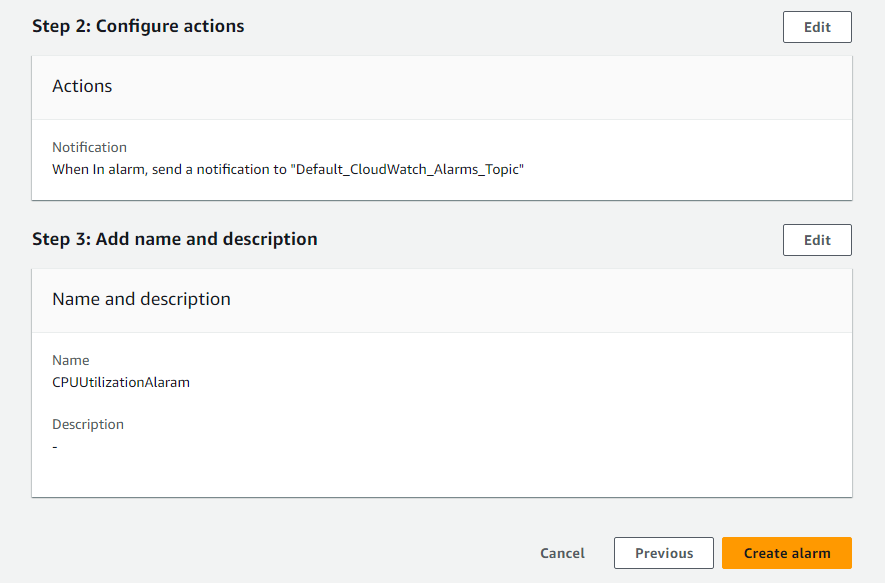 Step 2: Configure actions
Edit
Actions
Notification
When In alarm, send a notification to "Default_CloudWatch_Alarms_Topic"
Step 3: Add name and description
Edit
Name and description
Name
CPUUtilizationAlaram
Description
-
Cancel
Previous
Create alarm